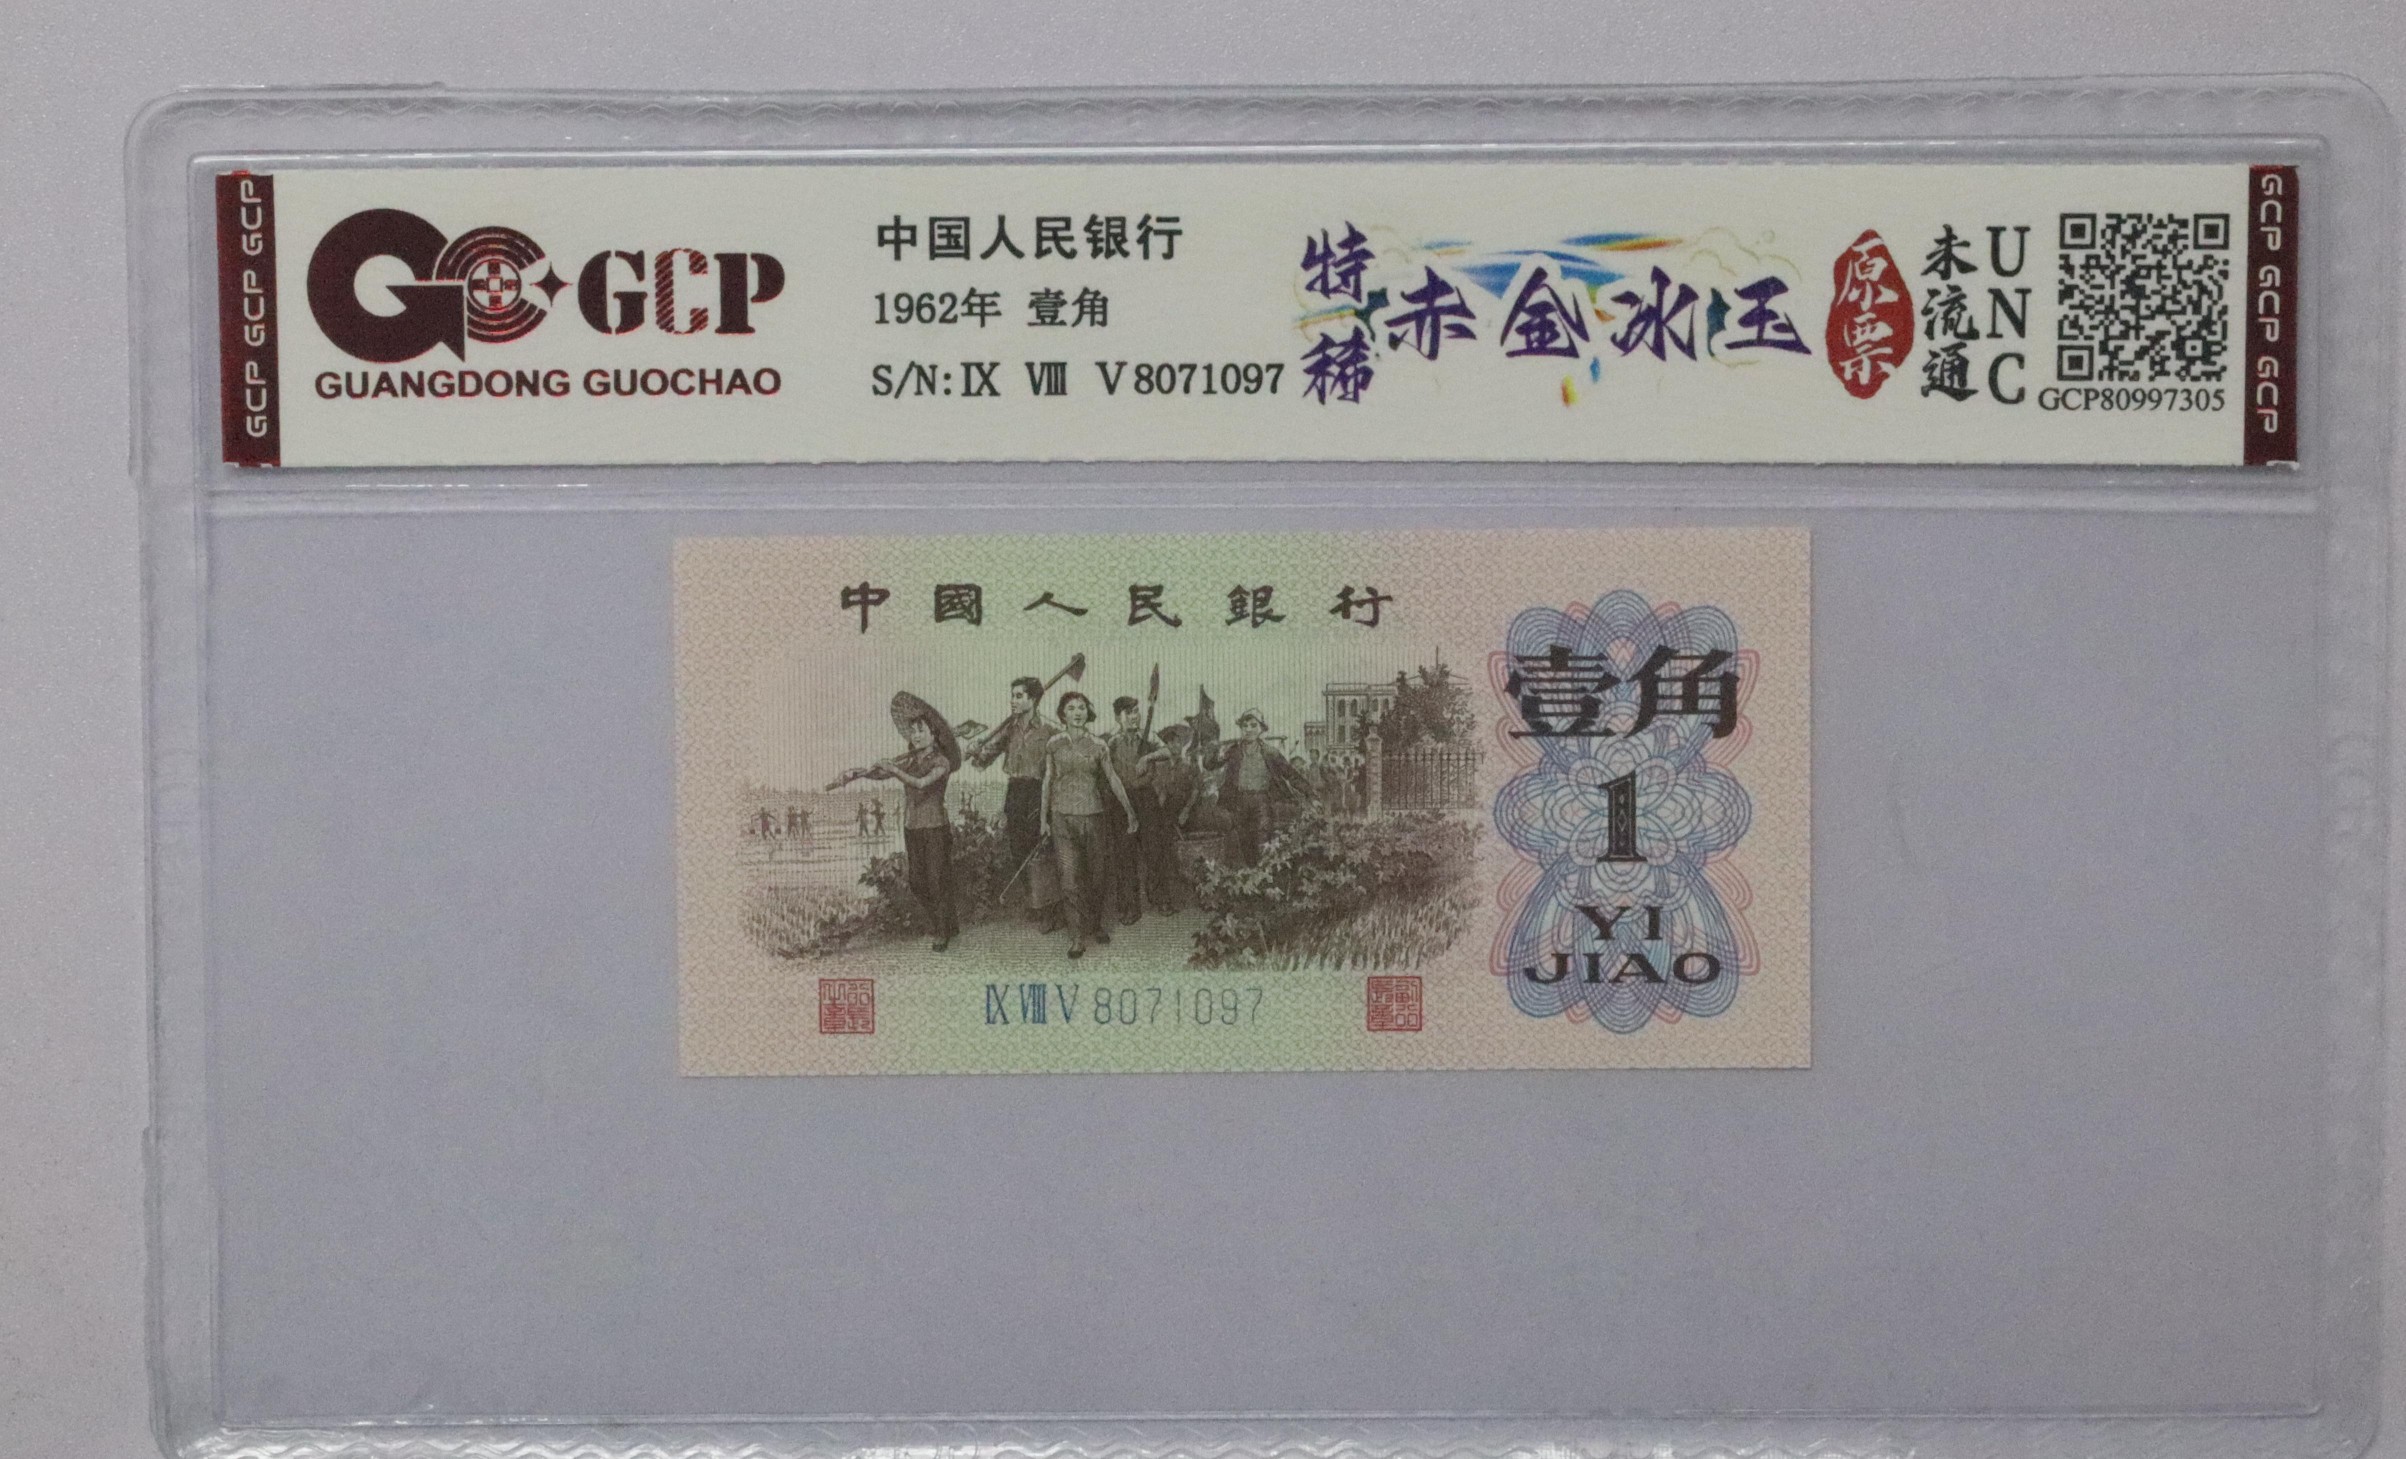 GCP GCP GCP
GCP
GUANGDONG GUOCHAO
中国人民银行
1962年 壹角
S/N: Ⅸ Ⅷ Ⅴ 8071097
特稀
赤金冰玉
原票
未流通
UNC
GCP80997305
GCP GCP GCP
中國人民銀行
壹角
1
YI
JIAO
Ⅸ Ⅷ Ⅴ 8071097